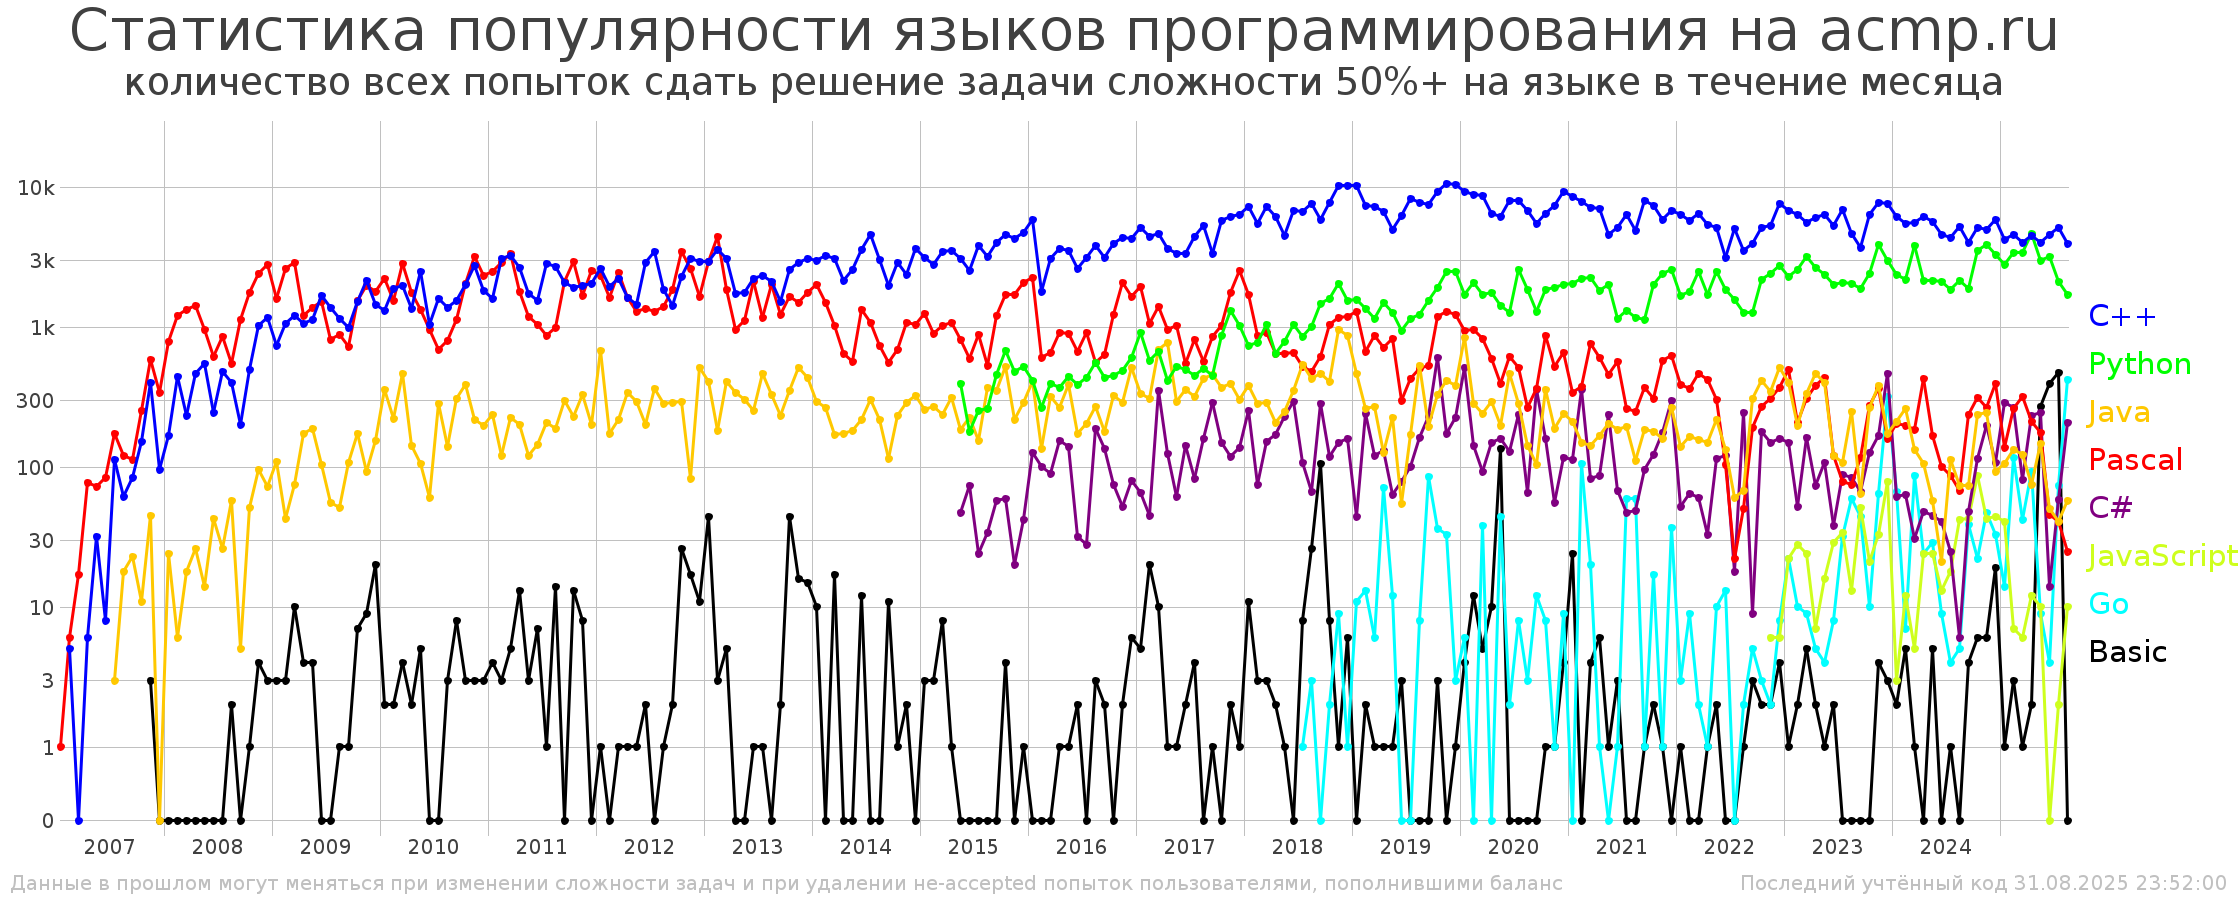 Статистика популярности языков программирования на acmp.ru
количество всех попыток сдать решение задачи сложности 50%+ на языке в течение месяца
10k
3k
1k
300
100
30
10
3
1
0
C++
Python
Java
Pascal
C#
JavaScript
Go
Basic
2007 2008 2009 2010 2011 2012 2013 2014 2015 2016 2017 2018 2019 2020 2021 2022 2023 2024
Данные в прошлом могут меняться при изменении сложности задач и при удалении не-accepted попыток пользователями, пополнившими баланс
Последний учтённый код 31.08.2025 23:52:00